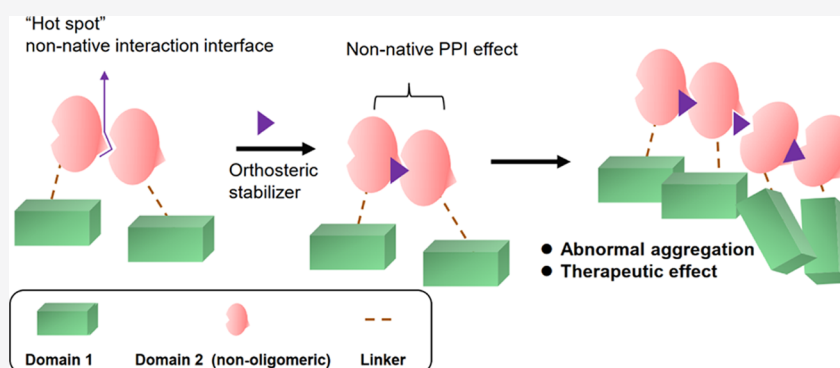 “Hot spot”
non-native interaction interface
Non-native PPI effect
Orthosteric
stabilizer
● Abnormal aggregation
● Therapeutic effect
Domain 1
Domain 2 (non-oligomeric)
Linker